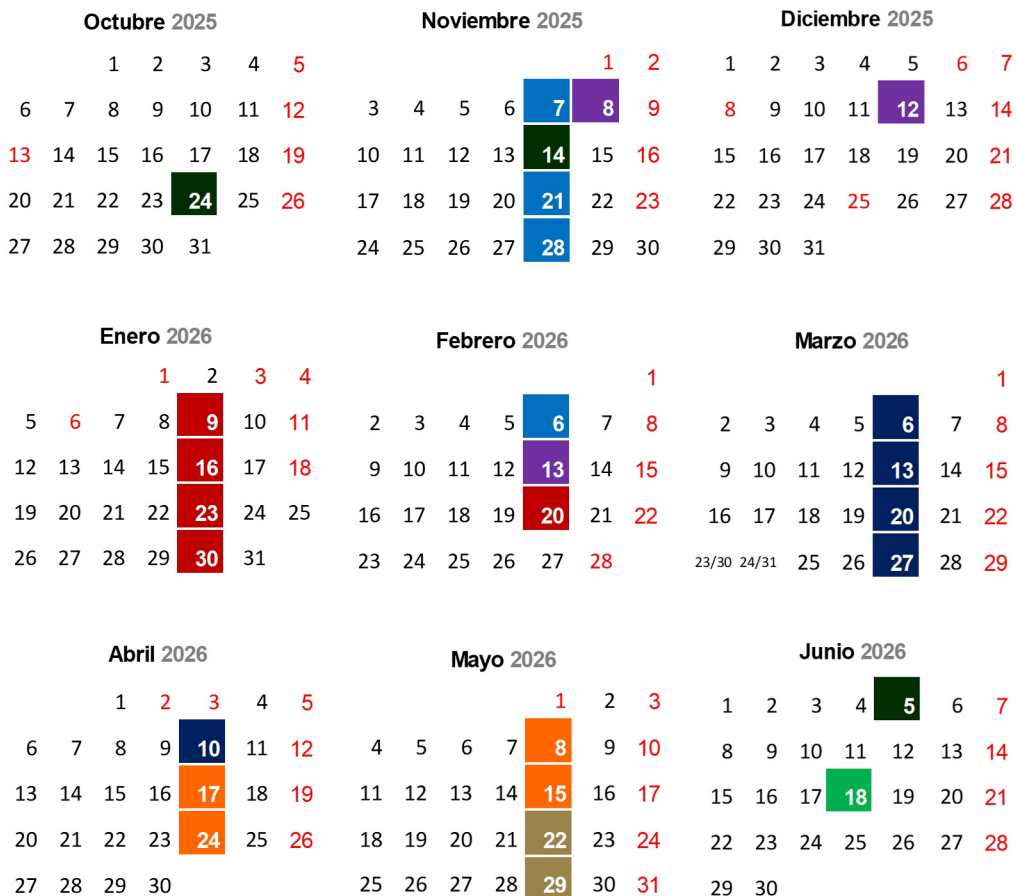 Octubre 2025
1 2 3 4 5
6 7 8 9 10 11 12
13 14 15 16 17 18 19
20 21 22 23 24 25 26
27 28 29 30 31
Noviembre 2025
1 2
3 4 5 6 7 8 9
10 11 12 13 14 15 16
17 18 19 20 21 22 23
24 25 26 27 28 29 30
Diciembre 2025
1 2 3 4 5 6 7
8 9 10 11 12 13 14
15 16 17 18 19 20 21
22 23 24 25 26 27 28
29 30 31
Enero 2026
1 2 3 4
5 6 7 8 9 10 11
12 13 14 15 16 17 18
19 20 21 22 23 24 25
26 27 28 29 30 31
Febrero 2026
1
2 3 4 5 6 7 8
9 10 11 12 13 14 15
16 17 18 19 20 21 22
23 24 25 26 27 28
Marzo 2026
1
2 3 4 5 6 7 8
9 10 11 12 13 14 15
16 17 18 19 20 21 22
23/30 24/31 25 26 27 28 29
Abril 2026
1 2 3 4 5
6 7 8 9 10 11 12
13 14 15 16 17 18 19
20 21 22 23 24 25 26
27 28 29 30
Mayo 2026
1 2 3
4 5 6 7 8 9 10
11 12 13 14 15 16 17
18 19 20 21 22 23 24
25 26 27 28 29 30 31
Junio 2026
1 2 3 4 5 6 7
8 9 10 11 12 13 14
15 16 17 18 19 20 21
22 23 24 25 26 27 28
29 30